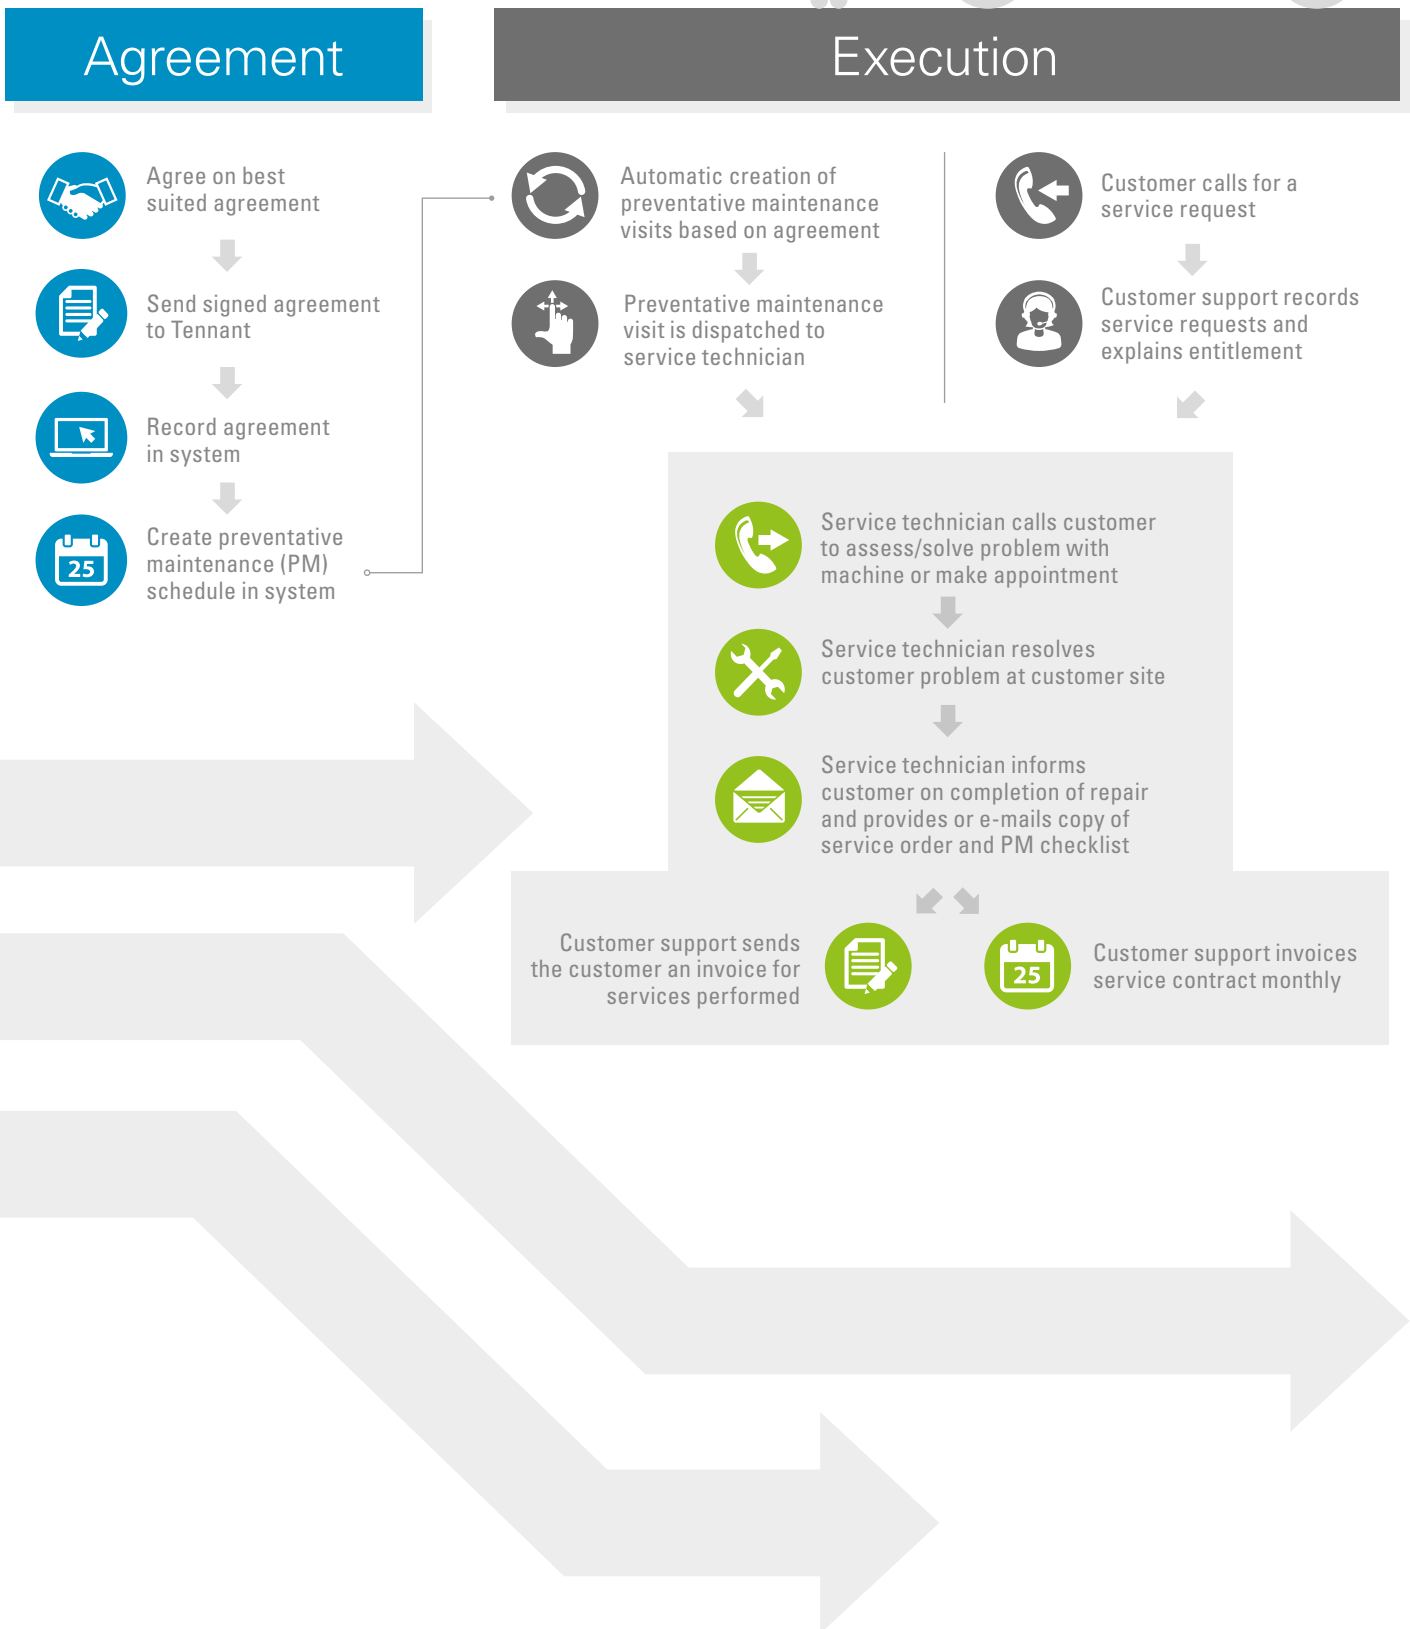 Agreement
Agree on best
suited agreement
Send signed agreement
to Tennant
Record agreement
in system
25
Create preventative
maintenance (PM)
schedule in system
Execution
Automatic creation of
preventative maintenance
visits based on agreement
Preventative maintenance
visit is dispatched to
service technician
Customer calls for a
service request
Customer support records
service requests and
explains entitlement
Service technician calls customer
to assess/solve problem with
machine or make appointment
Service technician resolves
customer problem at customer site
Service technician informs
customer on completion of repair
and provides or e-mails copy of
service order and PM checklist
Customer support sends
the customer an invoice for
services performed
25
Customer support invoices
service contract monthly